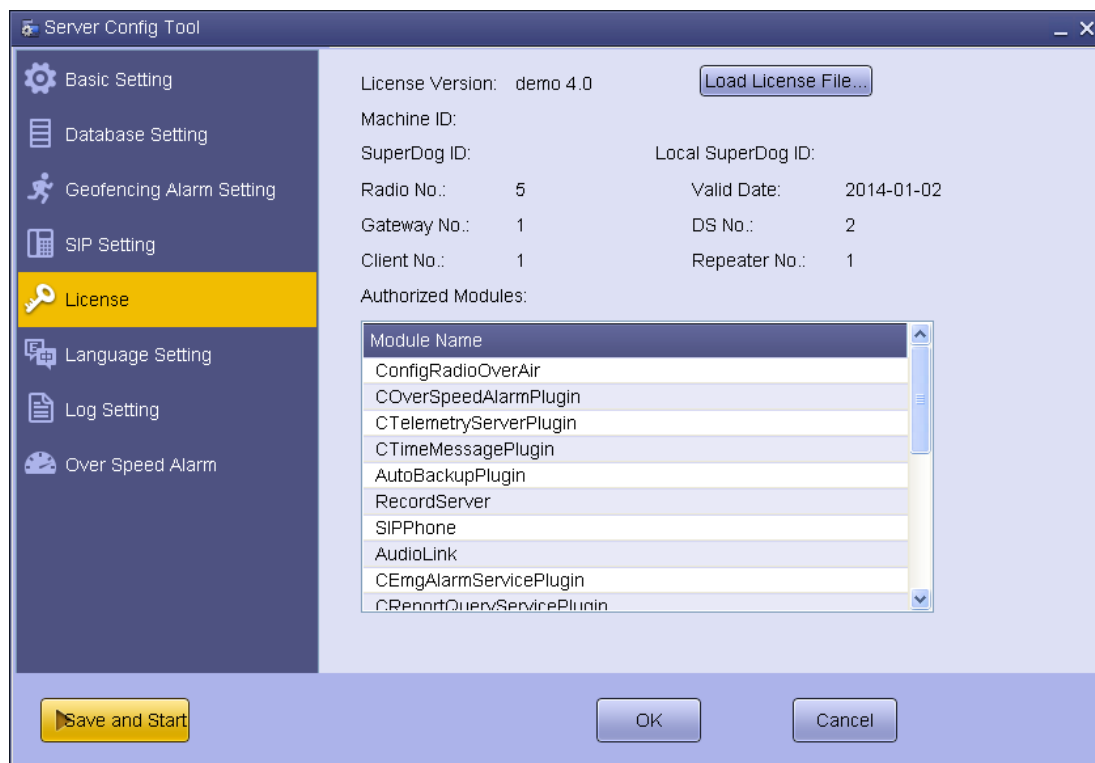 Server Config Tool
Basic Setting
Database Setting
Geofencing Alarm Setting
SIP Setting
License
Language Setting
Log Setting
Over Speed Alarm
License Version: demo 4.0 Load License File...
Machine ID:
SuperDog ID: Local SuperDog ID:
Radio No.: 5 Valid Date: 2014-01-02
Gateway No.: 1 DS No.: 2
Client No.: 1 Repeater No.: 1
Authorized Modules:
Module Name
ConfigRadioOverAir
COverSpeedAlarmPlugin
CTelemetryServerPlugin
CTimeMessagePlugin
AutoBackupPlugin
RecordServer
SIPPhone
AudioLink
CEmgAlarmServicePlugin
CReportQueryServicePlugin
Save and Start OK Cancel